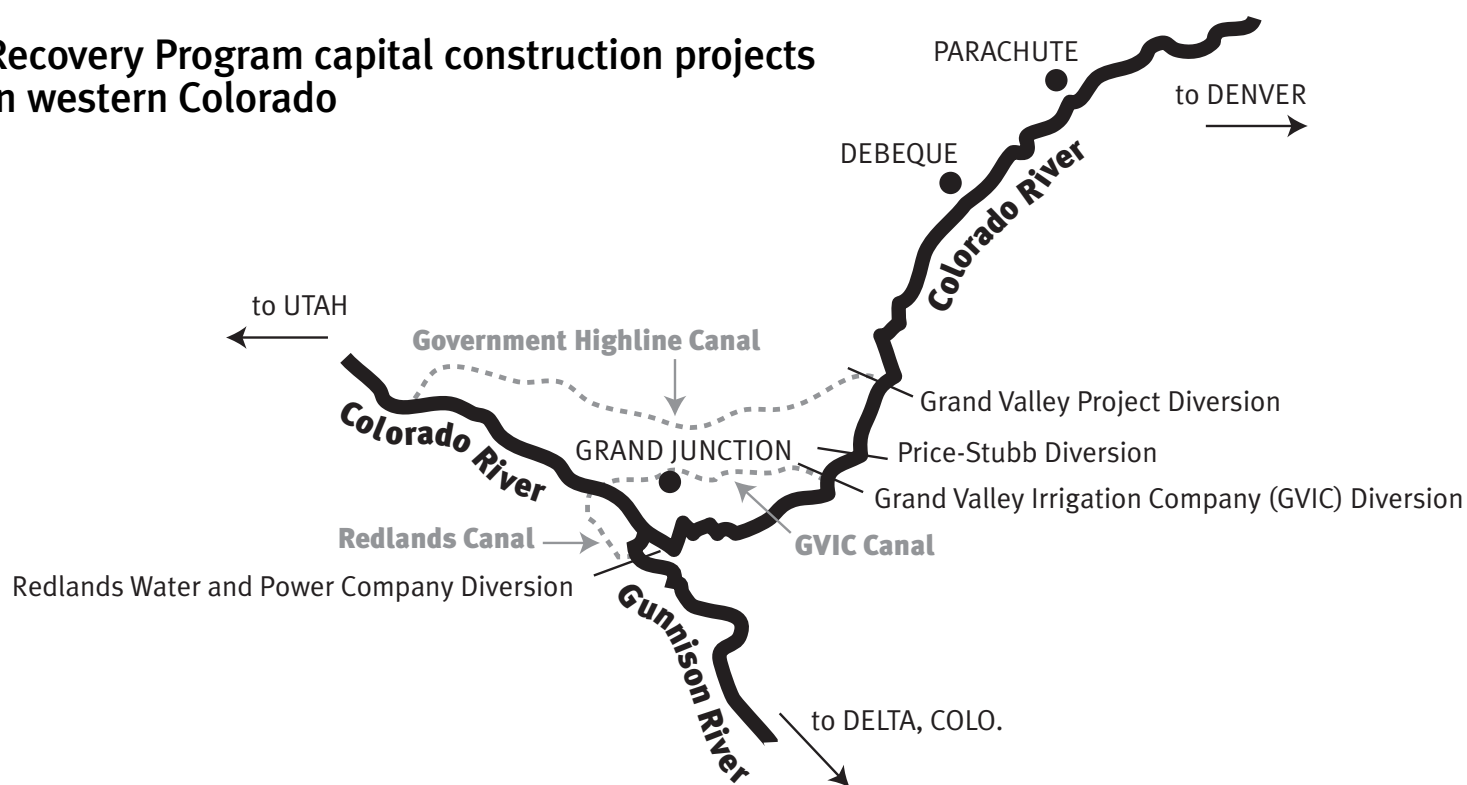 Recovery Program capital construction projects
in western Colorado
PARACHUTE
to DENVER
DEBEQUE
Colorado River
to UTAH
Government Highline Canal
Grand Valley Project Diversion
Colorado River
GRAND JUNCTION
Price-Stubb Diversion
Grand Valley Irrigation Company (GVIC) Diversion
Redlands Canal
GVIC Canal
Redlands Water and Power Company Diversion
Gunnison River
to DELTA, COLO.